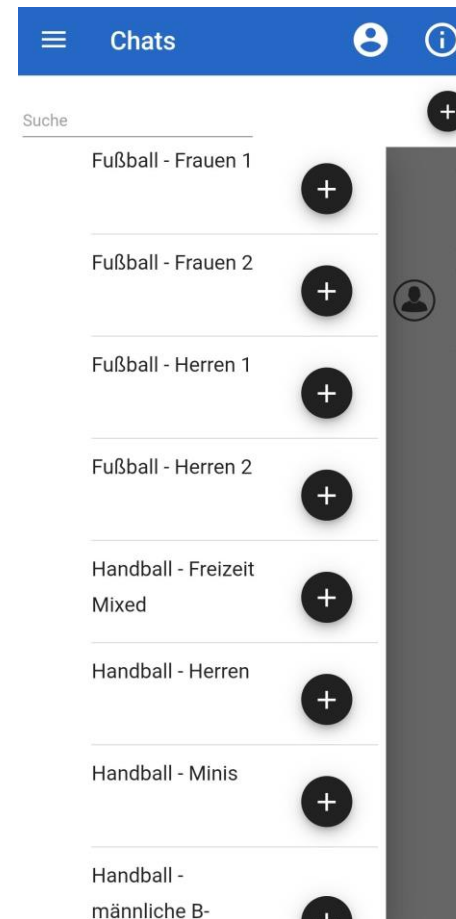 Chats
Suche
Fußball - Frauen 1
Fußball - Frauen 2
Fußball - Herren 1
Fußball - Herren 2
Handball - Freizeit
Mixed
Handball - Herren
Handball - Minis
Handball -
männliche B-